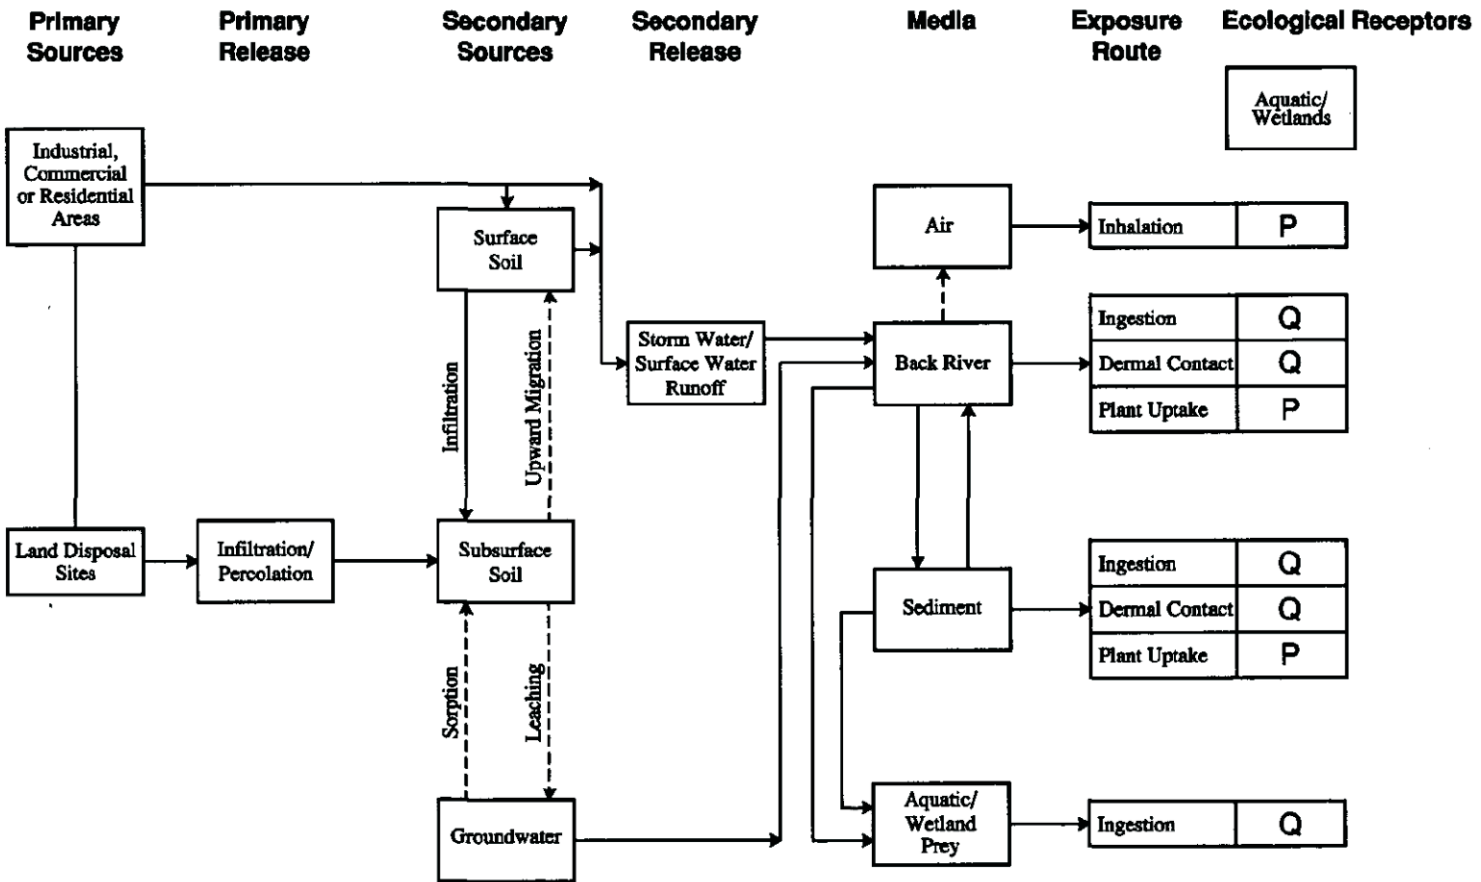 Primary
Sources
Primary
Release
Secondary
Sources
Secondary
Release
Media
Exposure
Route
Ecological Receptors
Aquatic/
Wetlands
Industrial,
Commercial
or Residential
Areas
Surface
Soil
Air
Inhalation
P
Storm Water/
Surface Water
Runoff
Back River
Ingestion
Q
Dermal Contact
Q
Plant Uptake
P
Infiltration
Upward Migration
Land Disposal
Sites
Infiltration/
Percolation
Subsurface
Soil
Sediment
Ingestion
Q
Dermal Contact
Q
Plant Uptake
P
Sorption
Leaching
Groundwater
Aquatic/
Wetland
Prey
Ingestion
Q